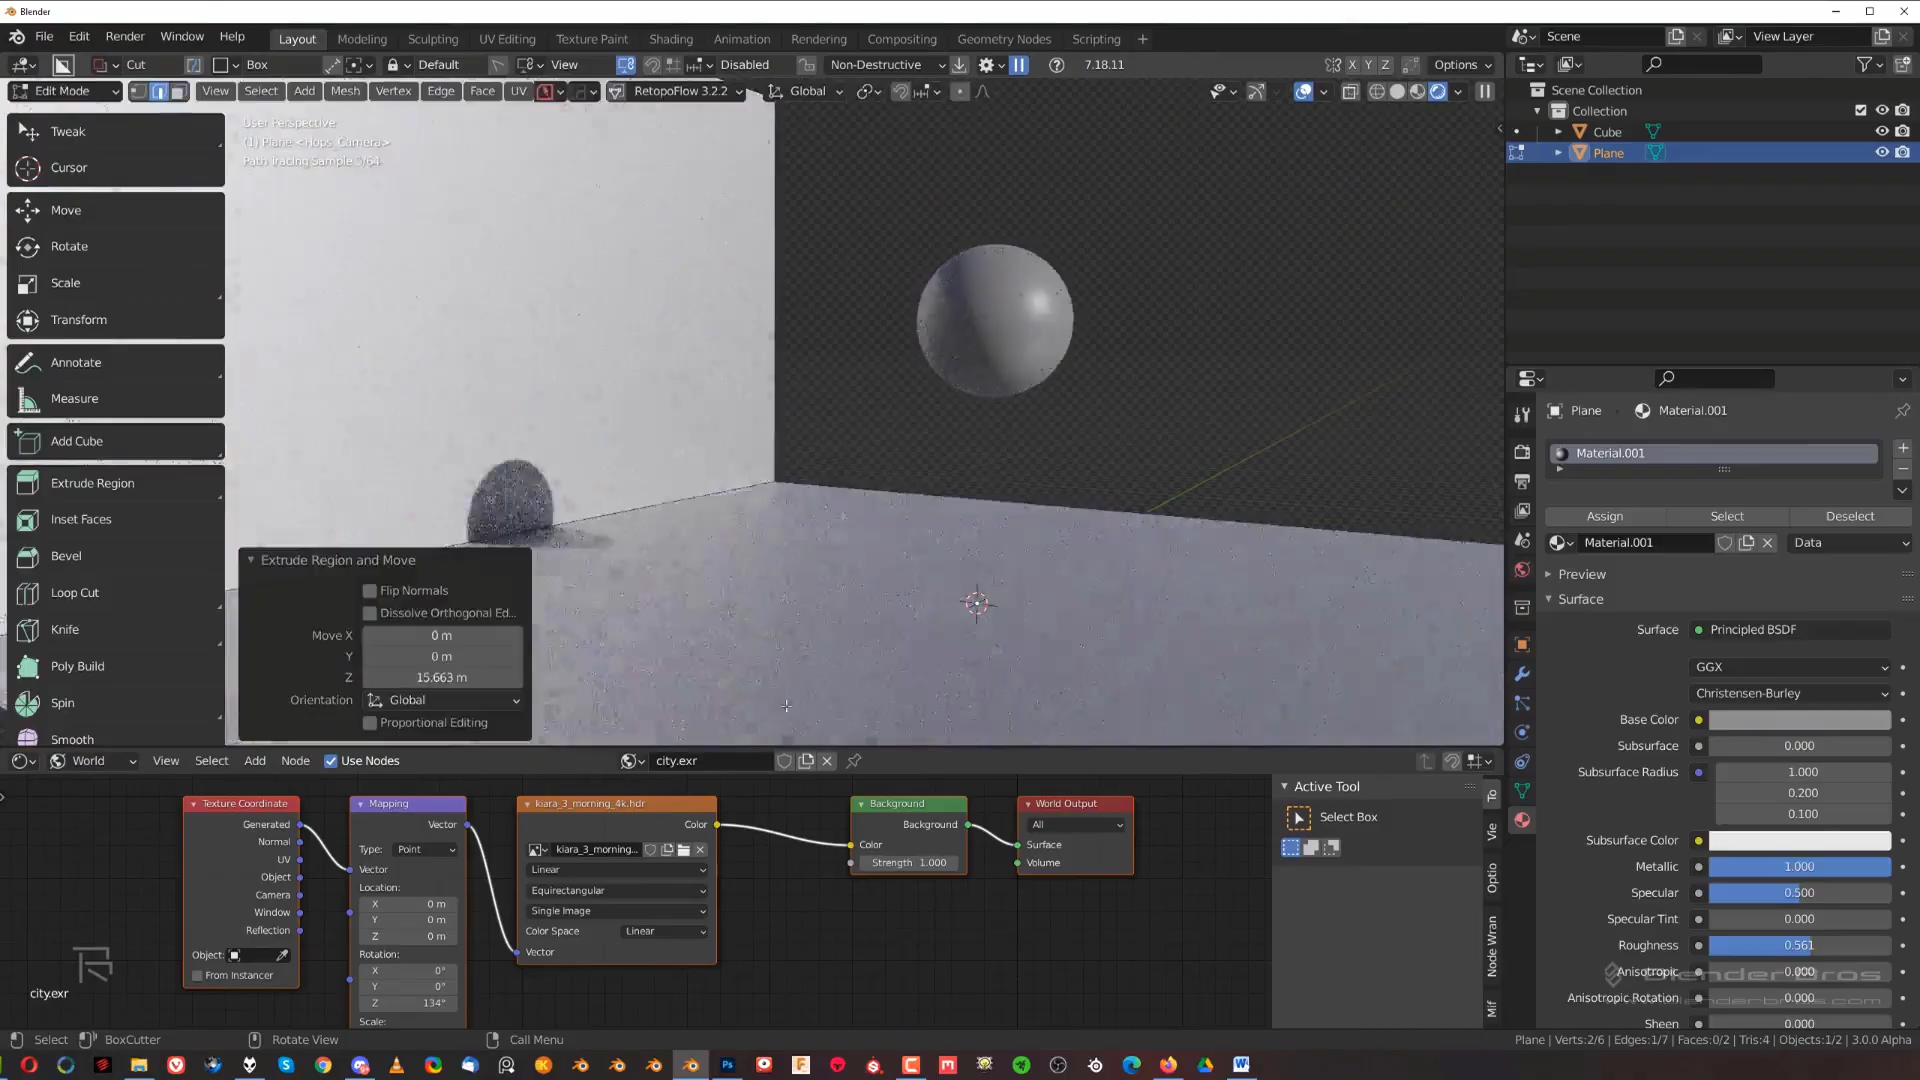 Blender
File Edit Render Window Help Layout Modeling Sculpting UV Editing Texture Paint Shading Animation Rendering Compositing Geometry Nodes Scripting + Scene View Layer
Cut Box Default View Disabled Non-Destructive 7.18.11 X Y Z Options
Edit Mode View Select Add Mesh Vertex Edge Face UV RetopoFlow 3.2.2 Global
Scene Collection
Collection
Cube
Plane
User Perspective
(1) Plane <Hops_Camera>
Path Tracing Sample 3/64
Tweak
Cursor
Move
Rotate
Scale
Transform
Annotate
Measure
Add Cube
Extrude Region
Inset Faces
Bevel
Loop Cut
Knife
Poly Build
Spin
Smooth
Extrude Region and Move
Flip Normals
Dissolve Orthogonal Ed...
Move X 0 m
Y 0 m
Z 15.663 m
Orientation Global
Proportional Editing
Plane Material.001
Material.001
Assign Select Deselect
Material.001 Data
Preview
Surface
Surface Principled BSDF
GGX
Christensen-Burley
Base Color
Subsurface 0.000
Subsurface Radius 1.000
0.200
0.100
Subsurface Color
Metallic 1.000
Specular 0.500
Specular Tint 0.000
Roughness 0.561
Anisotropic 0.000
Anisotropic Rotation 0.000
Sheen 0.000
BlenderBros
blenderbros.com
World View Select Add Node Use Nodes city.exr
Texture Coordinate
Generated
Normal
UV
Object
Camera
Window
Reflection
Object:
From Instancer
Mapping
Vector
Type: Point
Vector
Location:
X 0 m
Y 0 m
Z 0 m
Rotation:
X 0°
Y 0°
Z 134°
Scale:
kiara_3_morning_4k.hdr
Color
kiara_3_morning...
Linear
Equirectangular
Single Image
Color Space Linear
Vector
Background
Background
Color
Strength 1.000
World Output
All
Surface
Volume
Active Tool
Select Box
To
Vie
Optio
Node Wran
Mif
city.exr
Select BoxCutter Rotate View Call Menu Plane | Verts:2/6 | Edges:1/7 | Faces:0/2 | Tris:4 | Objects:1/2 | 3.0.0 Alpha